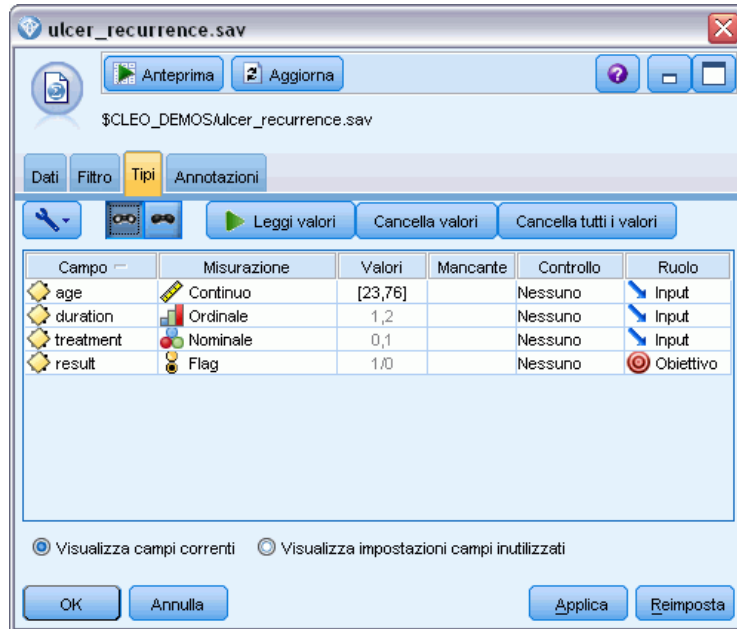 ulcer_recurrence.sav
Anteprima Aggiorna
$CLEO_DEMOS/ulcer_recurrence.sav
Dati Filtro Tipi Annotazioni
Leggi valori Cancella valori Cancella tutti i valori
Campo Misurazione Valori Mancante Controllo Ruolo
age Continuo [23,76] Nessuno Input
duration Ordinale 1,2 Nessuno Input
treatment Nominale 0,1 Nessuno Input
result Flag 1/0 Nessuno Obiettivo
Visualizza campi correnti Visualizza impostazioni campi inutilizzati
OK Annulla Applica Reimposta